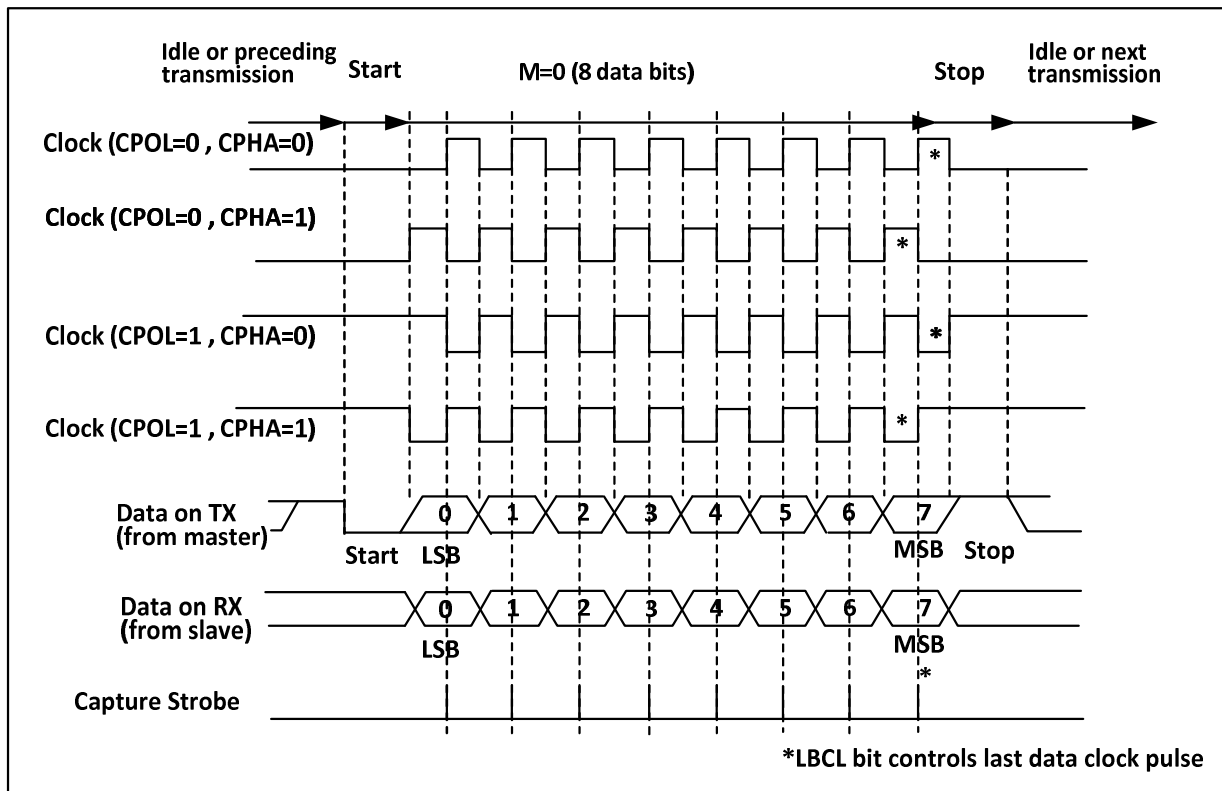 Idle or preceding
transmission
Start
M=0 (8 data bits)
Stop
Idle or next
transmission
Clock (CPOL=0 , CPHA=0)
*
Clock (CPOL=0 , CPHA=1)
*
Clock (CPOL=1 , CPHA=0)
*
Clock (CPOL=1 , CPHA=1)
*
Data on TX
(from master)
0 1 2 3 4 5 6 7
Start LSB MSB Stop
Data on RX
(from slave)
0 1 2 3 4 5 6 7
LSB MSB
*
Capture Strobe
*LBCL bit controls last data clock pulse